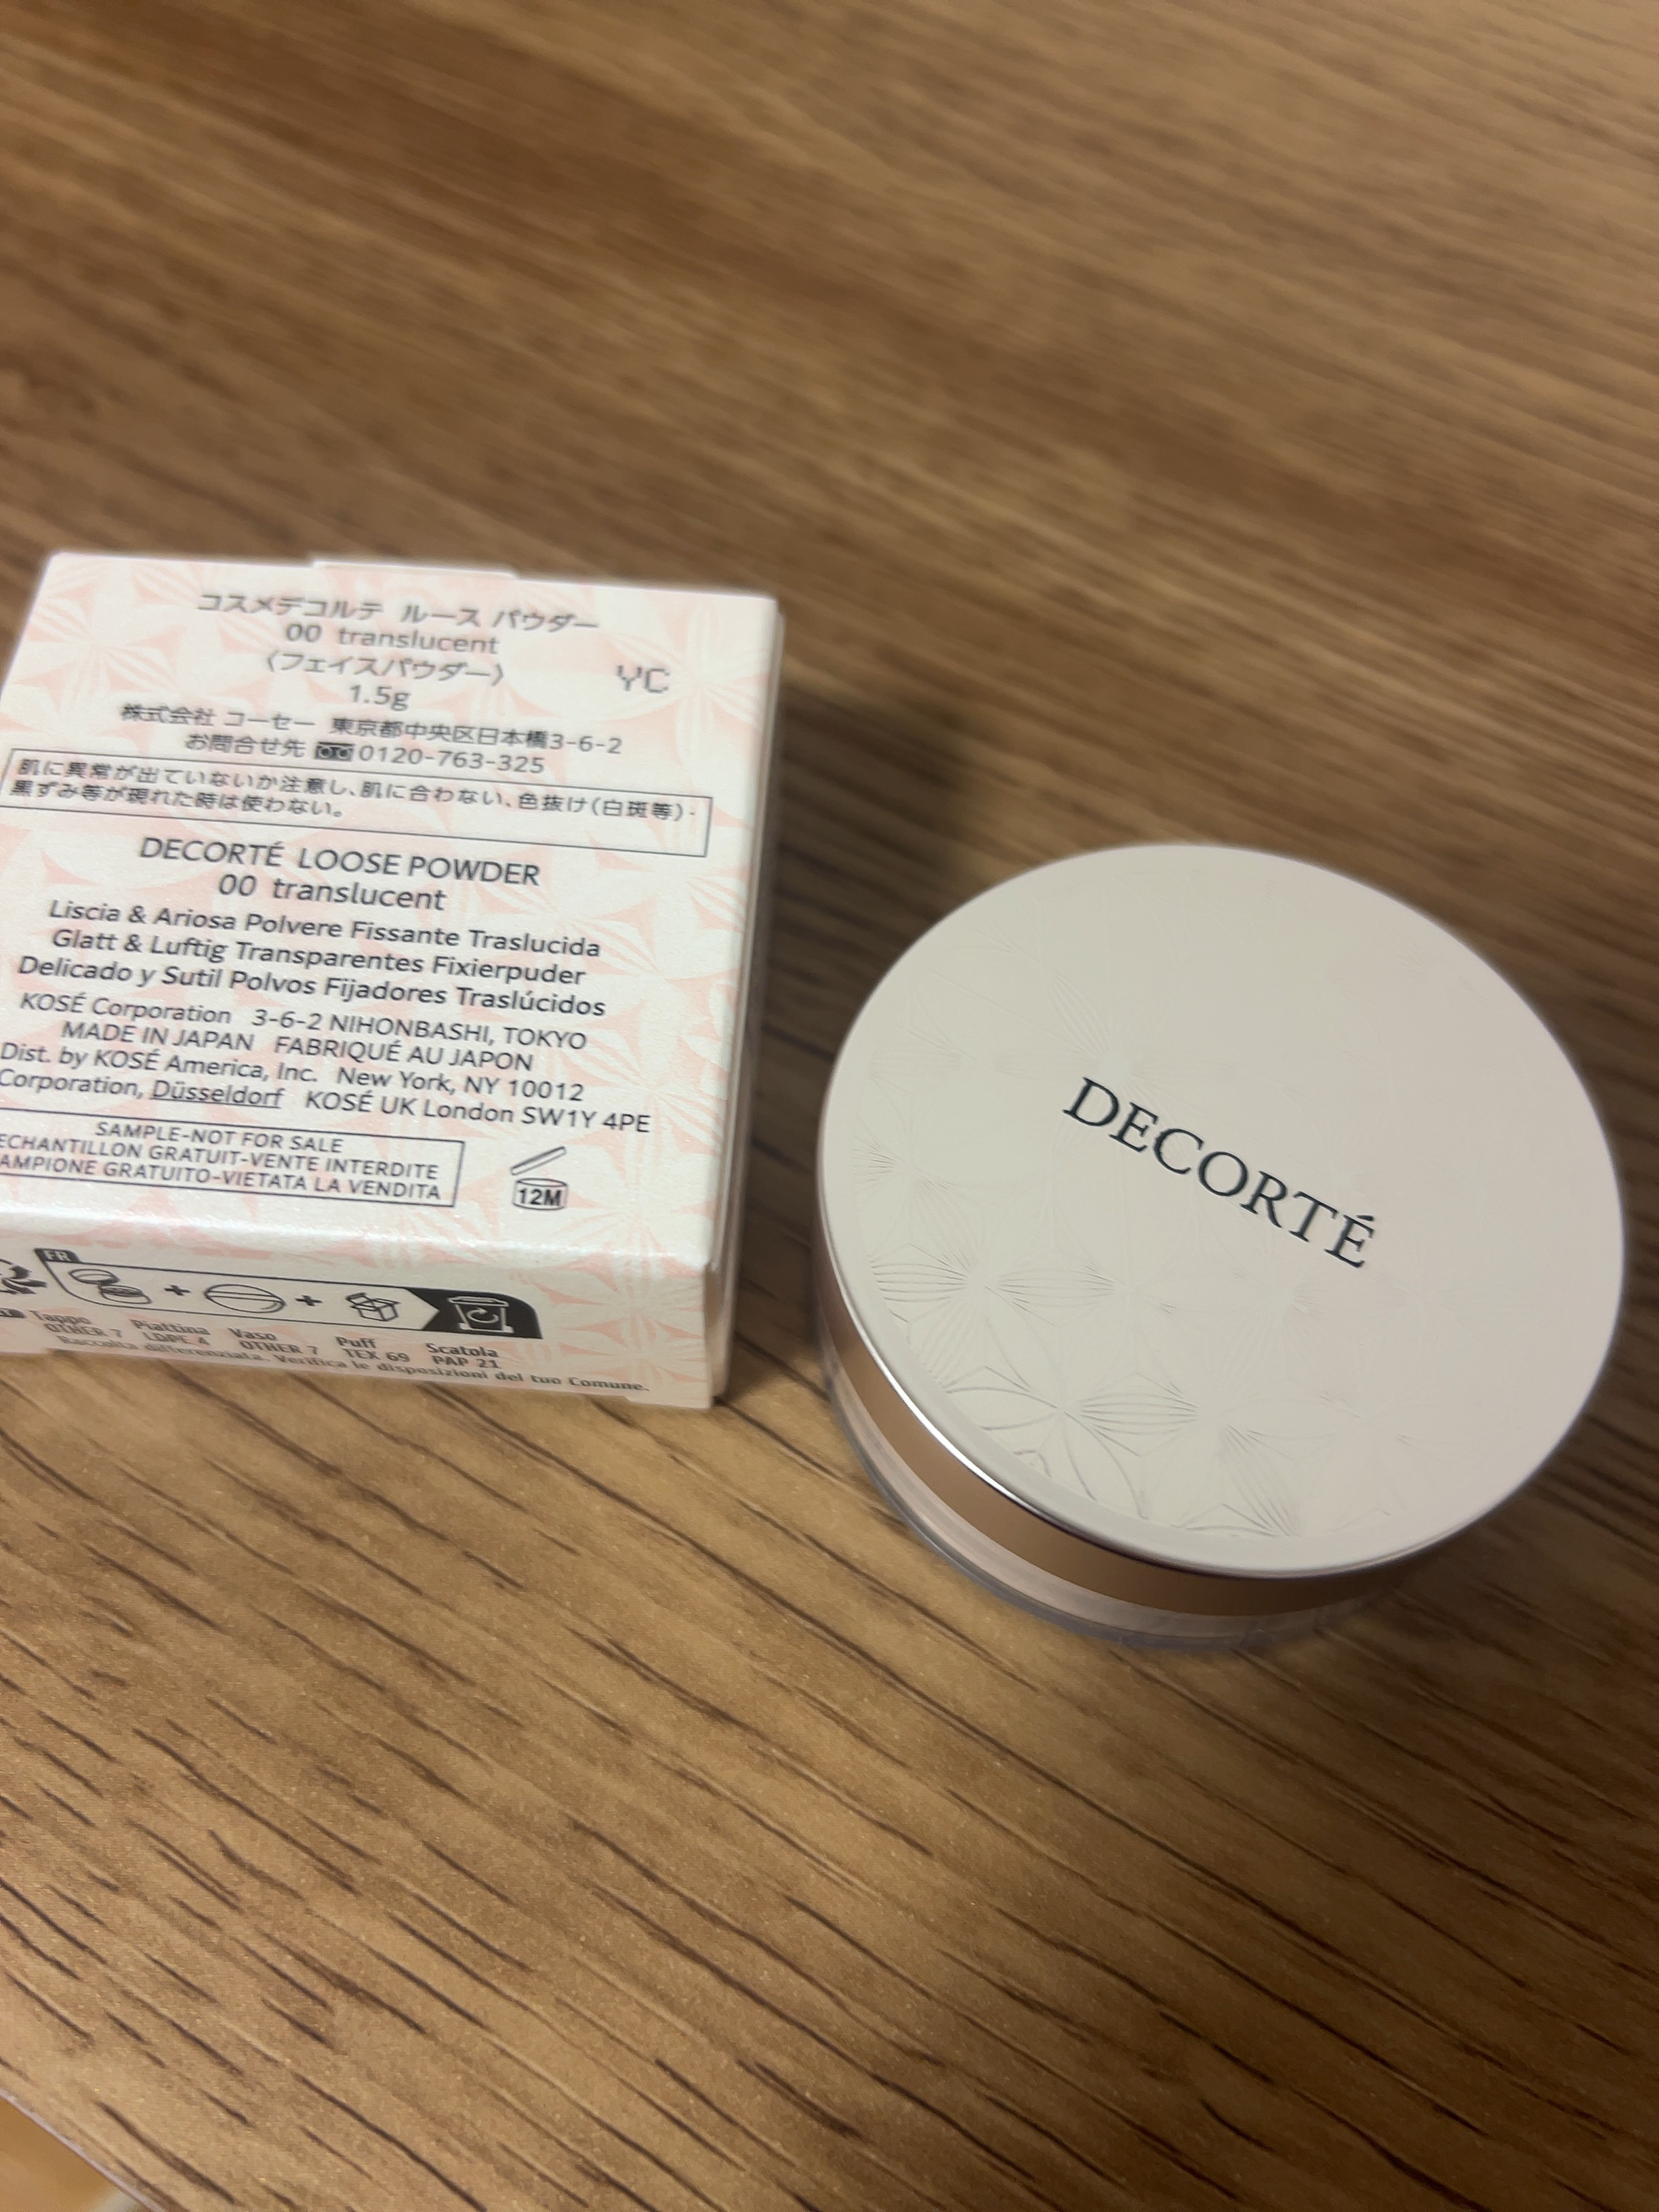 コスメデコルテ ルース パウダー
00 translucent
〈フェイスパウダー〉
YC
1.5g
株式会社 コーセー 東京都中央区日本橋3-6-2
お問合せ先 0120-763-325
肌に異常が出ていないか注意し、肌に合わない、色抜け(白斑等)・
黒ずみ等が現れた時は使わない。
DECORTÉ LOOSE POWDER
00 translucent
Liscia & Ariosa Polvere Fissante Traslucida
Glatt & Luftig Transparentes Fixierpuder
Delicado y Sutil Polvos Fijadores Traslúcidos
KOSÉ Corporation 3-6-2 NIHONBASHI, TOKYO
MADE IN JAPAN FABRIQUÉ AU JAPON
Dist. by KOSÉ America, Inc. New York, NY 10012
Corporation, Düsseldorf KOSÉ UK London SW1Y 4PE
SAMPLE-NOT FOR SALE
ECHANTILLON GRATUIT-VENTE INTERDITE
AMPIONE GRATUITO-VIETATA LA VENDITA
12M
FR
Tappo Piattina Vaso Puff Scatola
OTHER 7 LDPE 4 OTHER 7 TEX 69 PAP 21
Raccolta differenziata. Verifica le disposizioni del tuo Comune.
DECORTÉ